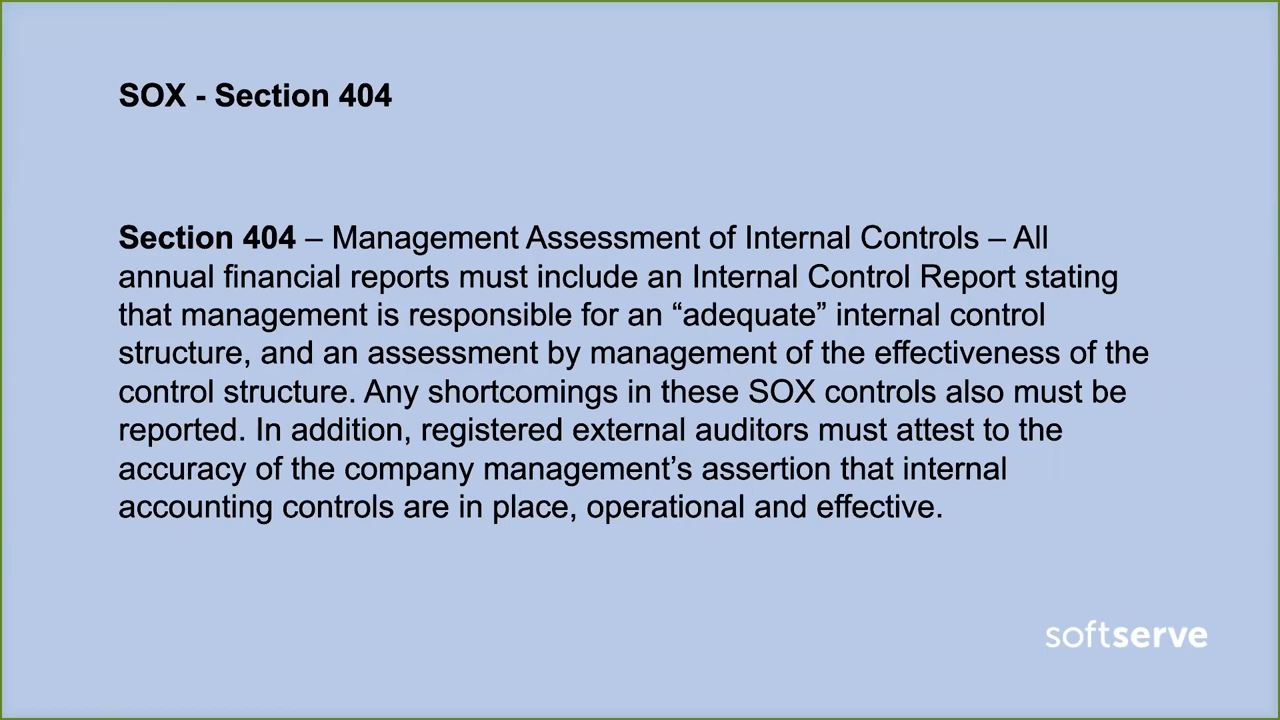 SOX - Section 404
Section 404 – Management Assessment of Internal Controls – All
annual financial reports must include an Internal Control Report stating
that management is responsible for an “adequate” internal control
structure, and an assessment by management of the effectiveness of the
control structure. Any shortcomings in these SOX controls also must be
reported. In addition, registered external auditors must attest to the
accuracy of the company management’s assertion that internal
accounting controls are in place, operational and effective.
softserve